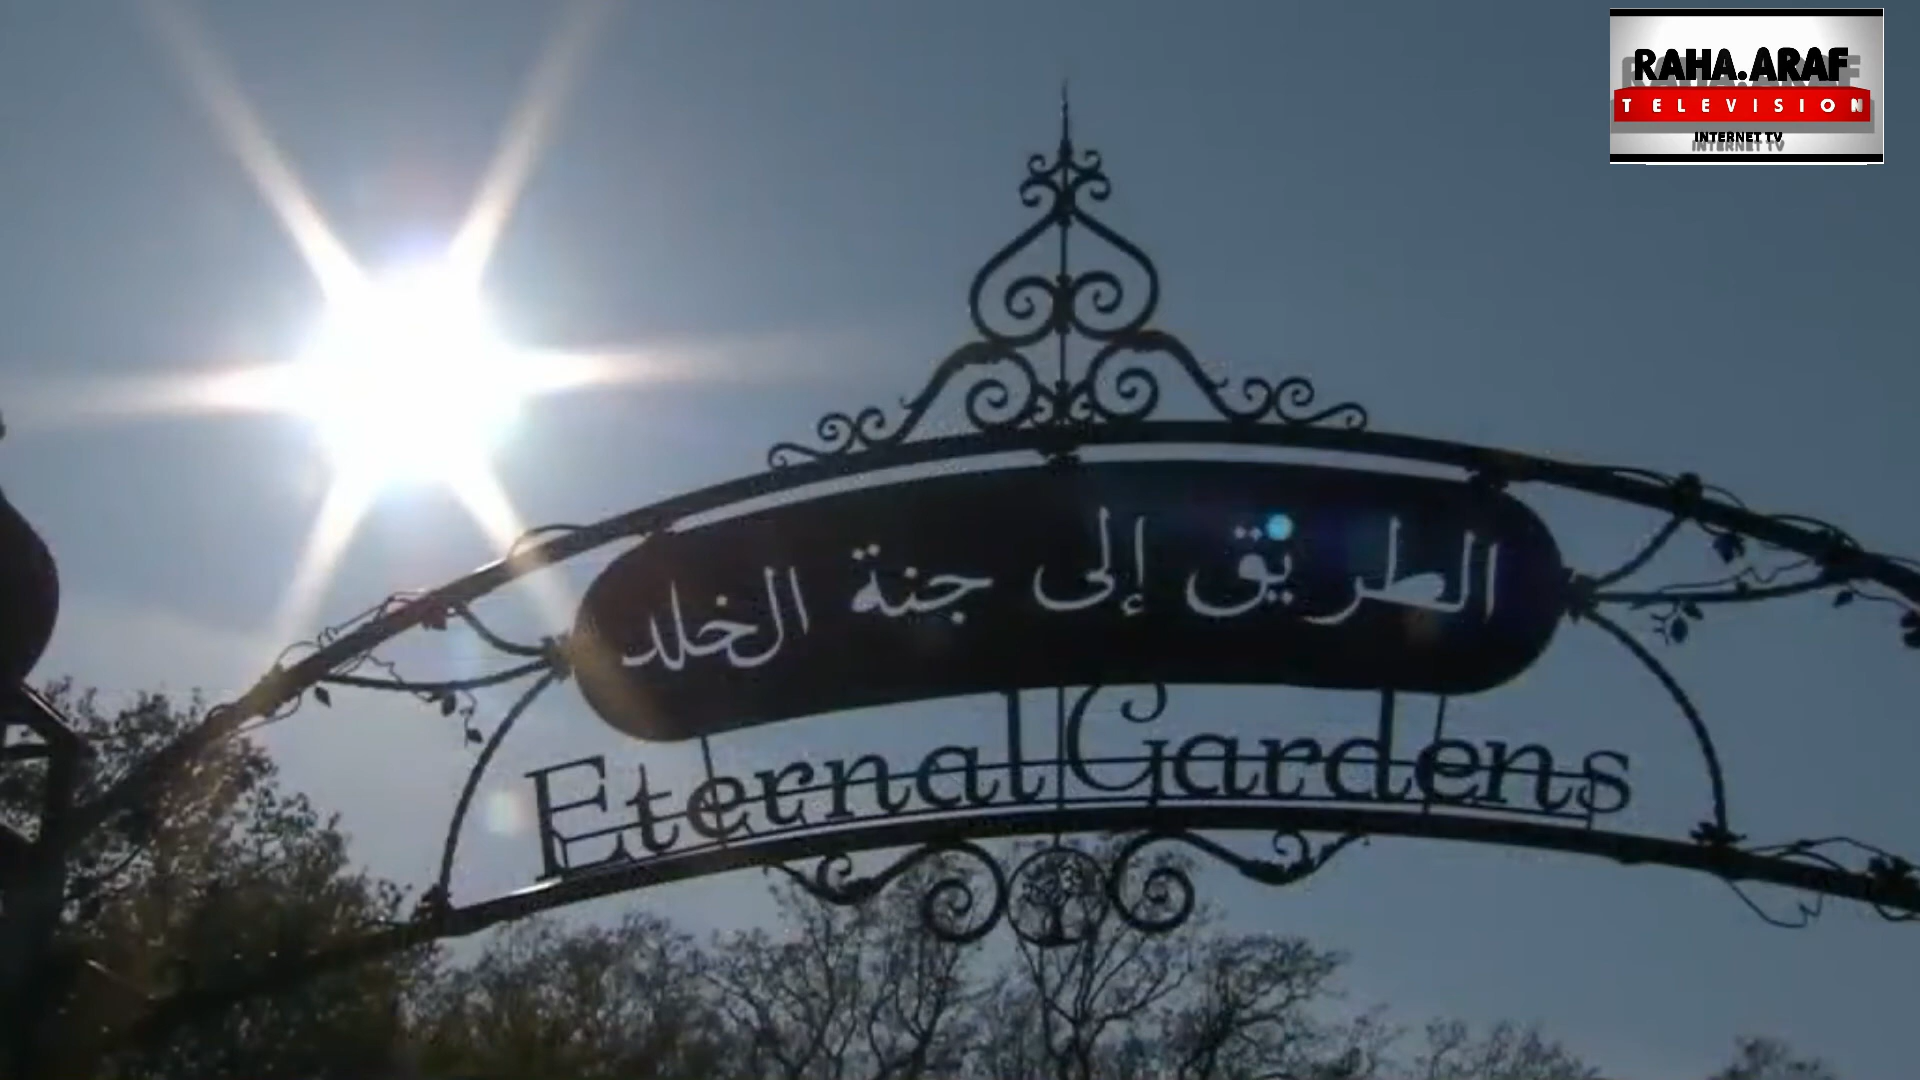 RAHA.ARAF
TELEVISION
INTERNET TV
الطريق إلى جنة الخلد
Eternal Gardens